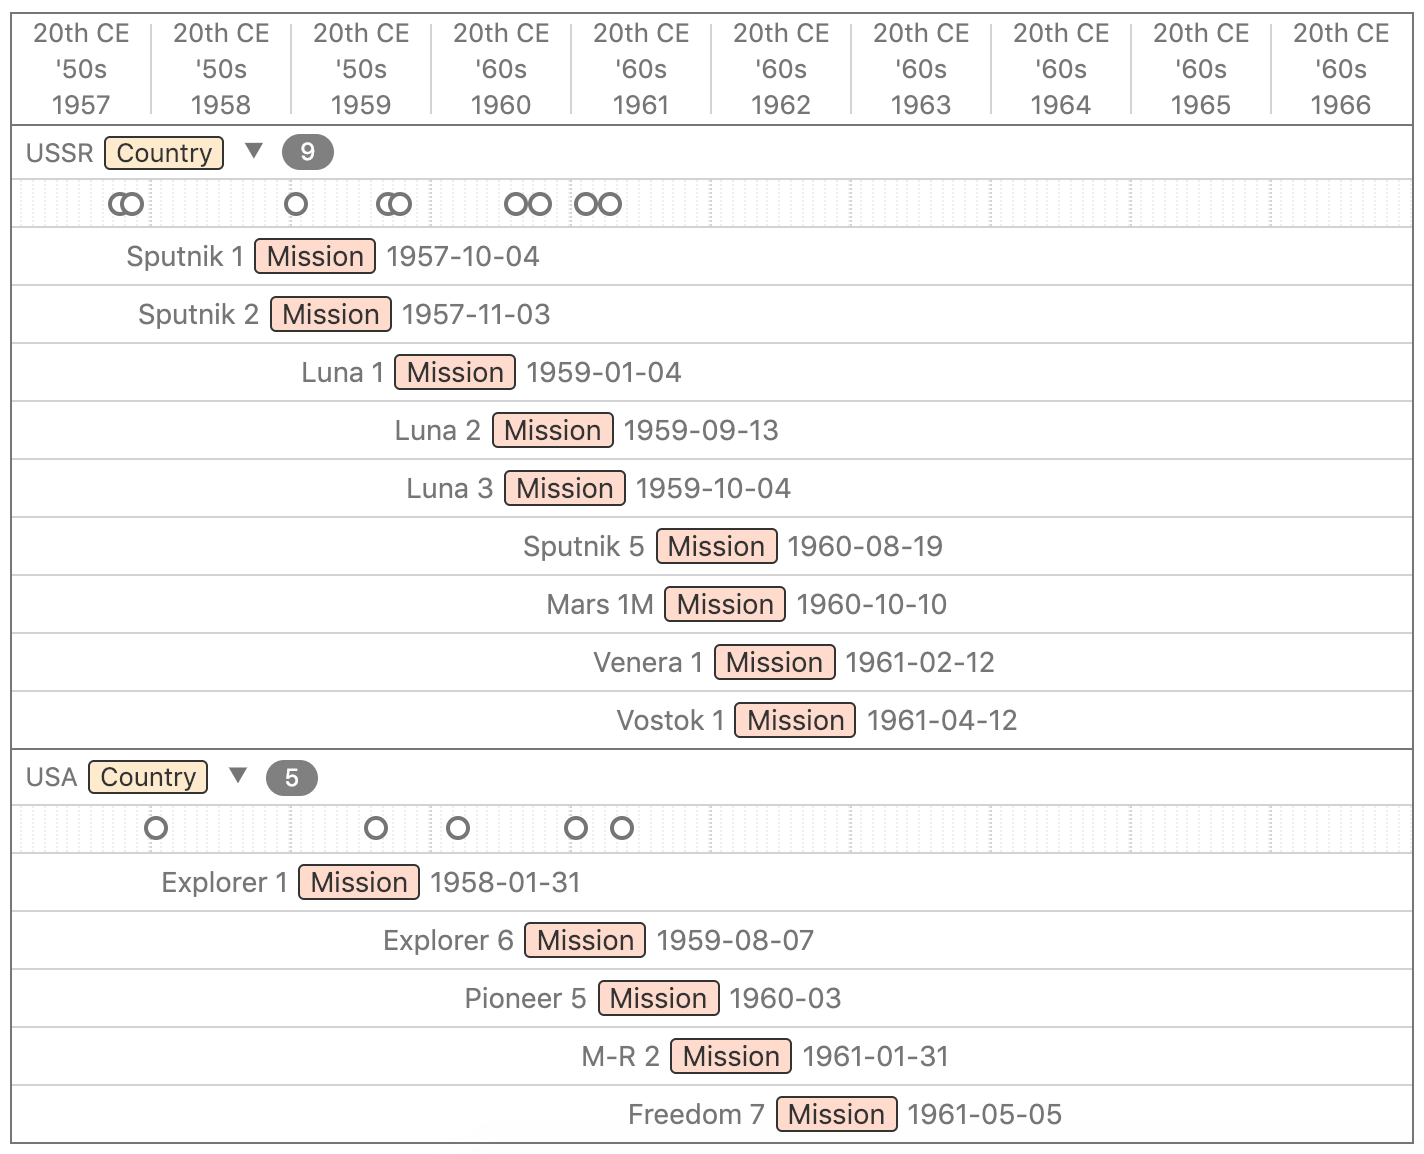 20th CE 20th CE 20th CE 20th CE 20th CE 20th CE 20th CE 20th CE 20th CE 20th CE
'50s '50s '50s '60s '60s '60s '60s '60s '60s '60s
1957 1958 1959 1960 1961 1962 1963 1964 1965 1966
USSR Country ▼ 9
Sputnik 1 Mission 1957-10-04
Sputnik 2 Mission 1957-11-03
Luna 1 Mission 1959-01-04
Luna 2 Mission 1959-09-13
Luna 3 Mission 1959-10-04
Sputnik 5 Mission 1960-08-19
Mars 1M Mission 1960-10-10
Venera 1 Mission 1961-02-12
Vostok 1 Mission 1961-04-12
USA Country ▼ 5
Explorer 1 Mission 1958-01-31
Explorer 6 Mission 1959-08-07
Pioneer 5 Mission 1960-03
M-R 2 Mission 1961-01-31
Freedom 7 Mission 1961-05-05